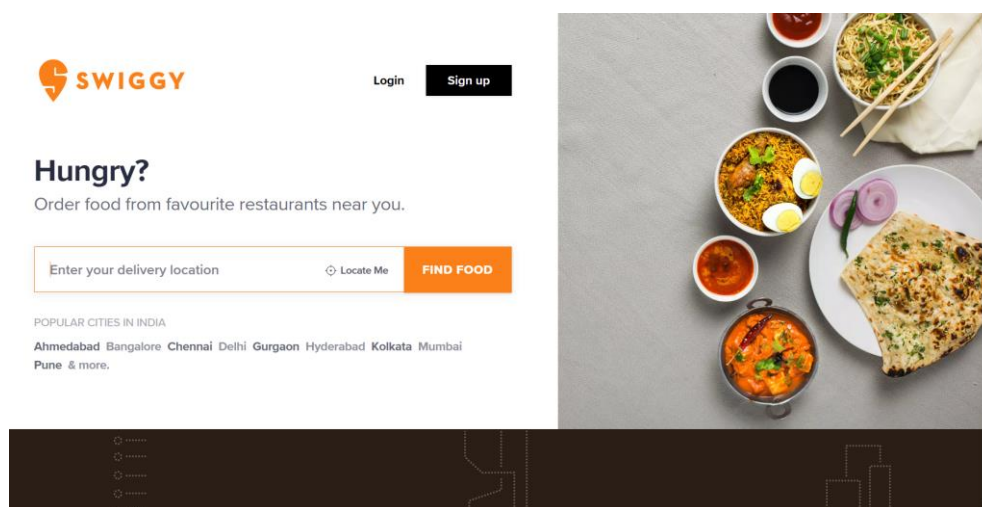 SWIGGY
Login
Sign up
Hungry?
Order food from favourite restaurants near you.
Enter your delivery location
Locate Me
FIND FOOD
POPULAR CITIES IN INDIA
Ahmedabad Bangalore Chennai Delhi Gurgaon Hyderabad Kolkata Mumbai
Pune & more.